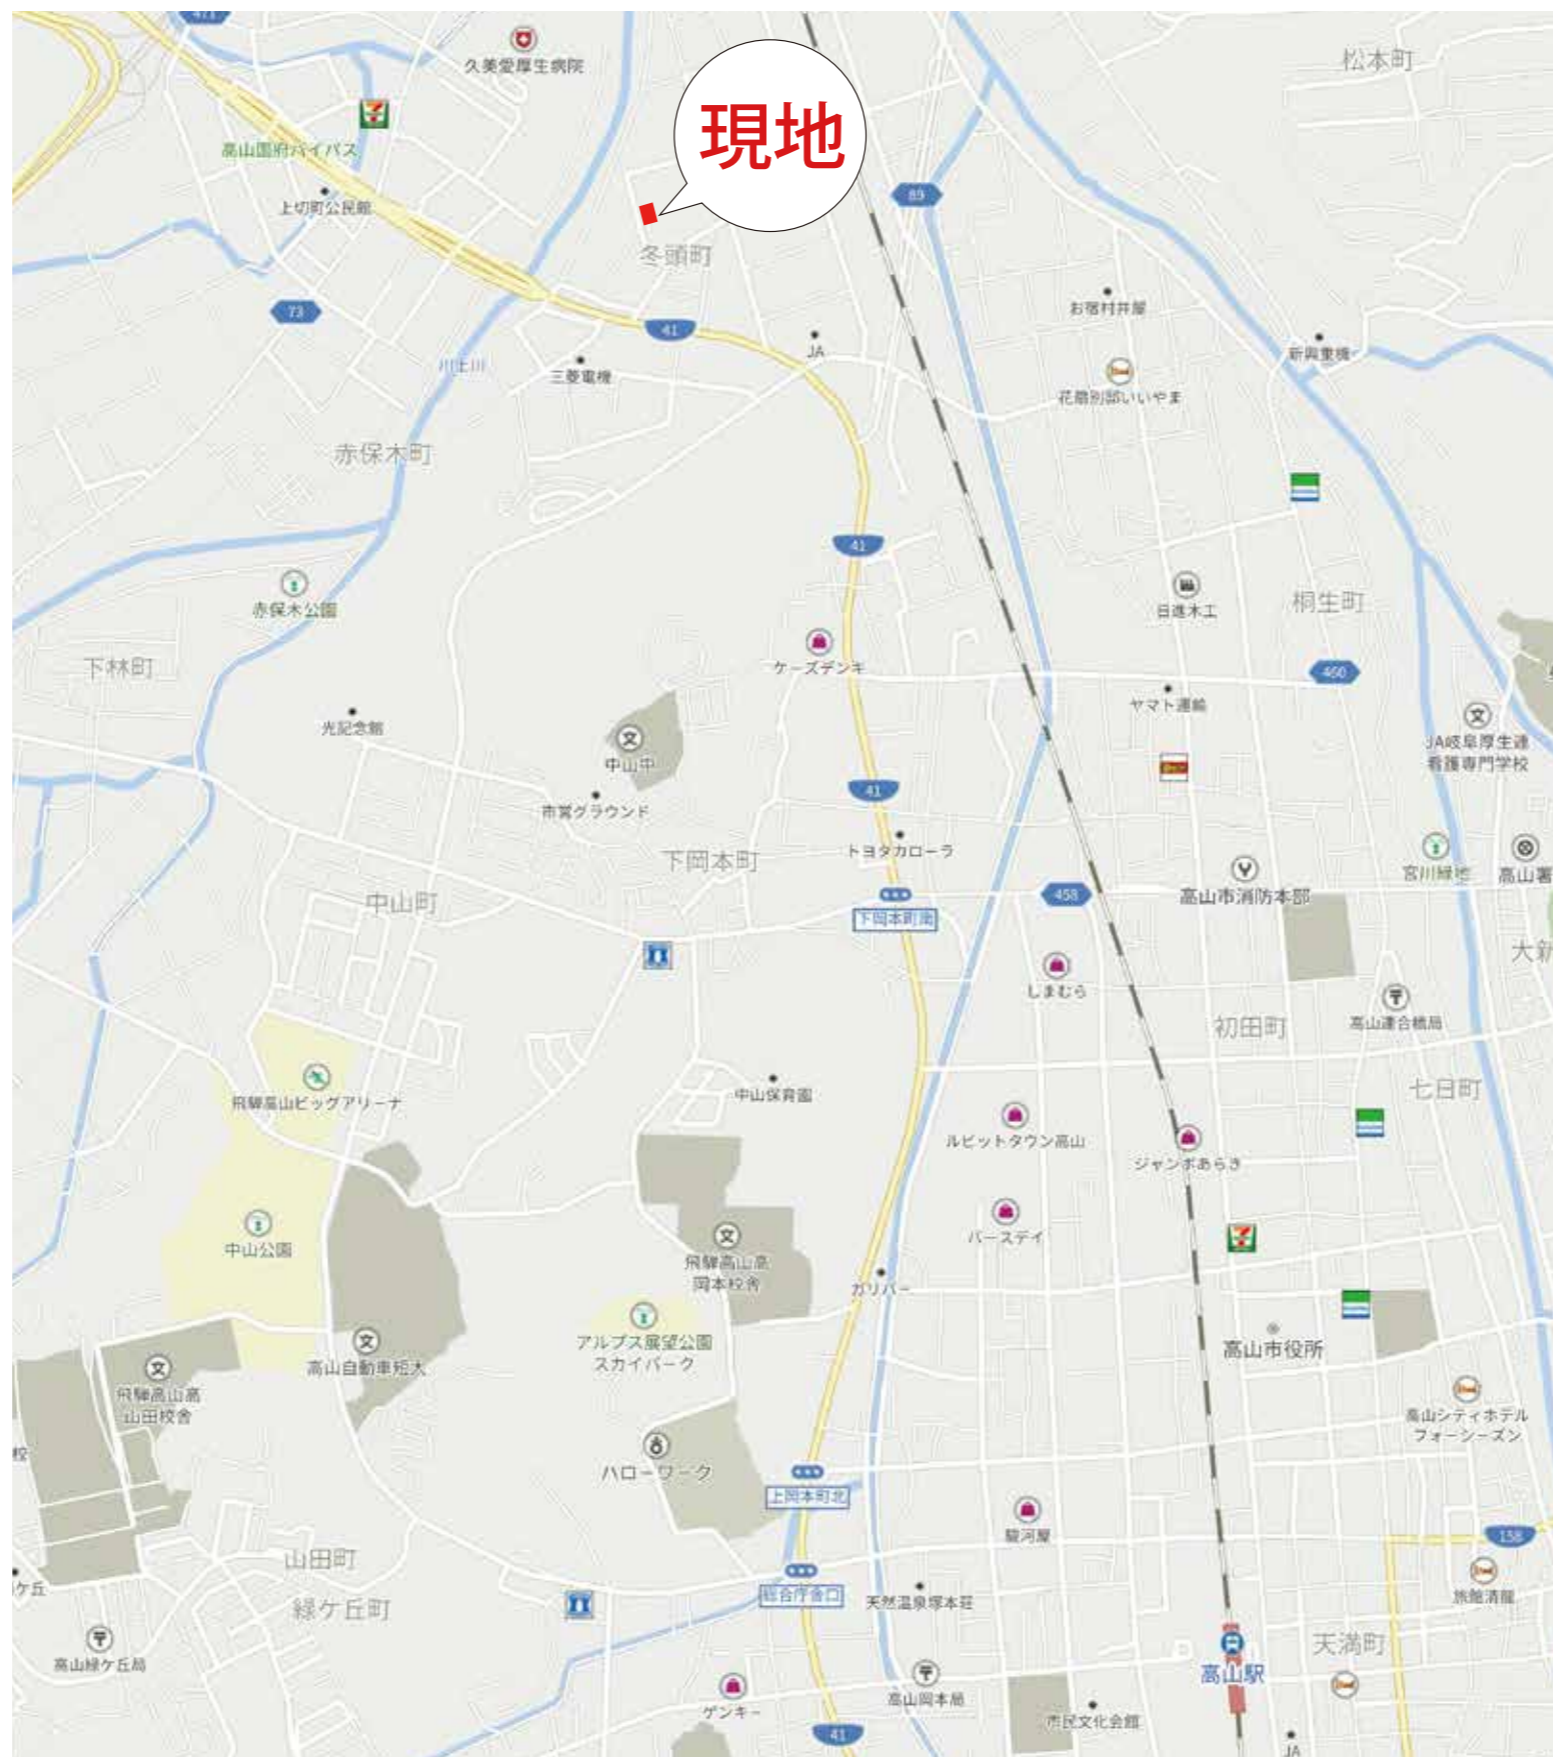 471
久美愛厚生病院
松本町
現地
高山国府バイパス
上切町公民館
89
冬頭町
お宿村井屋
73
41
JA
新興重機
川上川
三菱電機
花扇別邸いいやま
赤保木町
41
赤保木公園
日進木工
桐生町
下林町
ケーズデンキ
460
ヤマト運輸
光記念館
文
中山中
文
JA岐阜厚生連
看護専門学校
市営グラウンド
41
トヨタカローラ
下岡本町
宮川緑地
高山署
中山町
458
高山市消防本部
下岡本町南
大新
しまむら
初田町
高山連合橋局
飛騨高山ビッグアリーナ
中山保育園
七日町
ルビットタウン高山
ジャンボあらき
中山公園
文
飛騨高山高
岡本校舎
バースデイ
ガリバー
アルプス展望公園
スカイパーク
高山市役所
文
高山自動車短大
文
飛騨高山高
山田校舎
高山シティホテル
フォーシーズン
校
ハローワーク
上岡本町北
駿河屋
158
山田町
ケ丘
総合庁舎口
天然温泉塚本荘
旅館清龍
緑ケ丘町
天満町
高山緑ケ丘局
高山駅
高山岡本局
ゲンキー
市民文化会館
41
JA